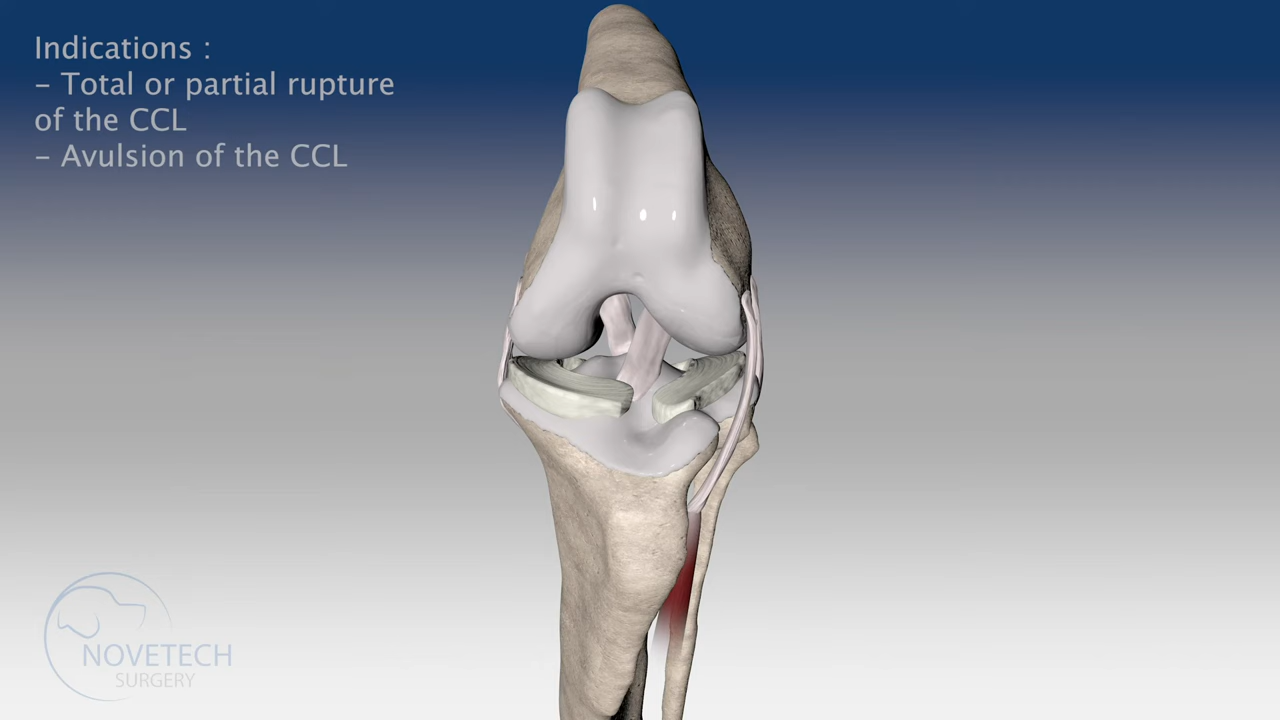 Indications :
– Total or partial rupture
of the CCL
– Avulsion of the CCL
NOVETECH
SURGERY